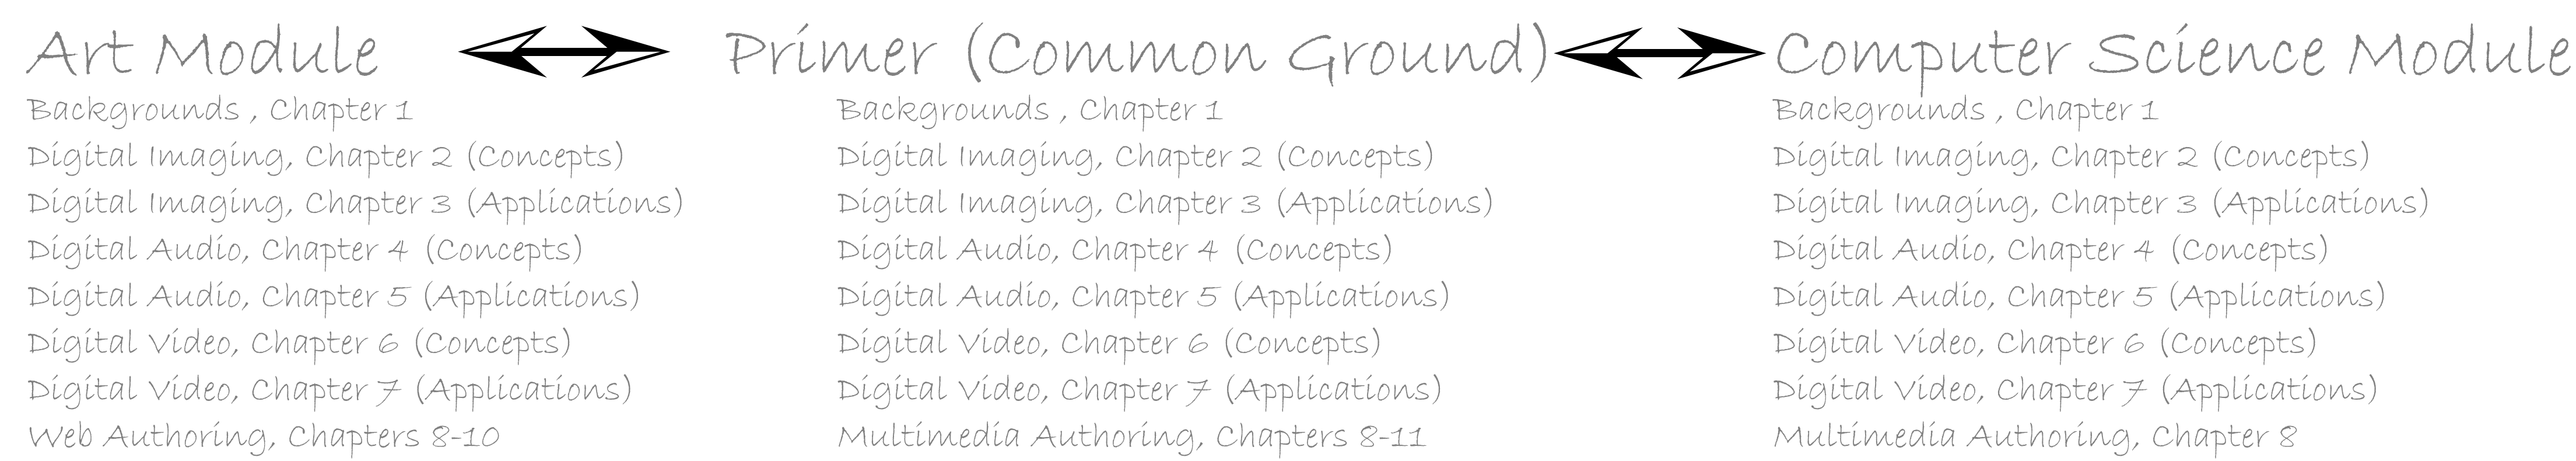 Art Module
Backgrounds , Chapter 1
Digital Imaging, Chapter 2 (Concepts)
Digital Imaging, Chapter 3 (Applications)
Digital Audio, Chapter 4 (Concepts)
Digital Audio, Chapter 5 (Applications)
Digital Video, Chapter 6 (Concepts)
Digital Video, Chapter 7 (Applications)
Web Authoring, Chapters 8-10
Primer (Common Ground)
Backgrounds , Chapter 1
Digital Imaging, Chapter 2 (Concepts)
Digital Imaging, Chapter 3 (Applications)
Digital Audio, Chapter 4 (Concepts)
Digital Audio, Chapter 5 (Applications)
Digital Video, Chapter 6 (Concepts)
Digital Video, Chapter 7 (Applications)
Multimedia Authoring, Chapters 8-11
Computer Science Module
Backgrounds , Chapter 1
Digital Imaging, Chapter 2 (Concepts)
Digital Imaging, Chapter 3 (Applications)
Digital Audio, Chapter 4 (Concepts)
Digital Audio, Chapter 5 (Applications)
Digital Video, Chapter 6 (Concepts)
Digital Video, Chapter 7 (Applications)
Multimedia Authoring, Chapter 8